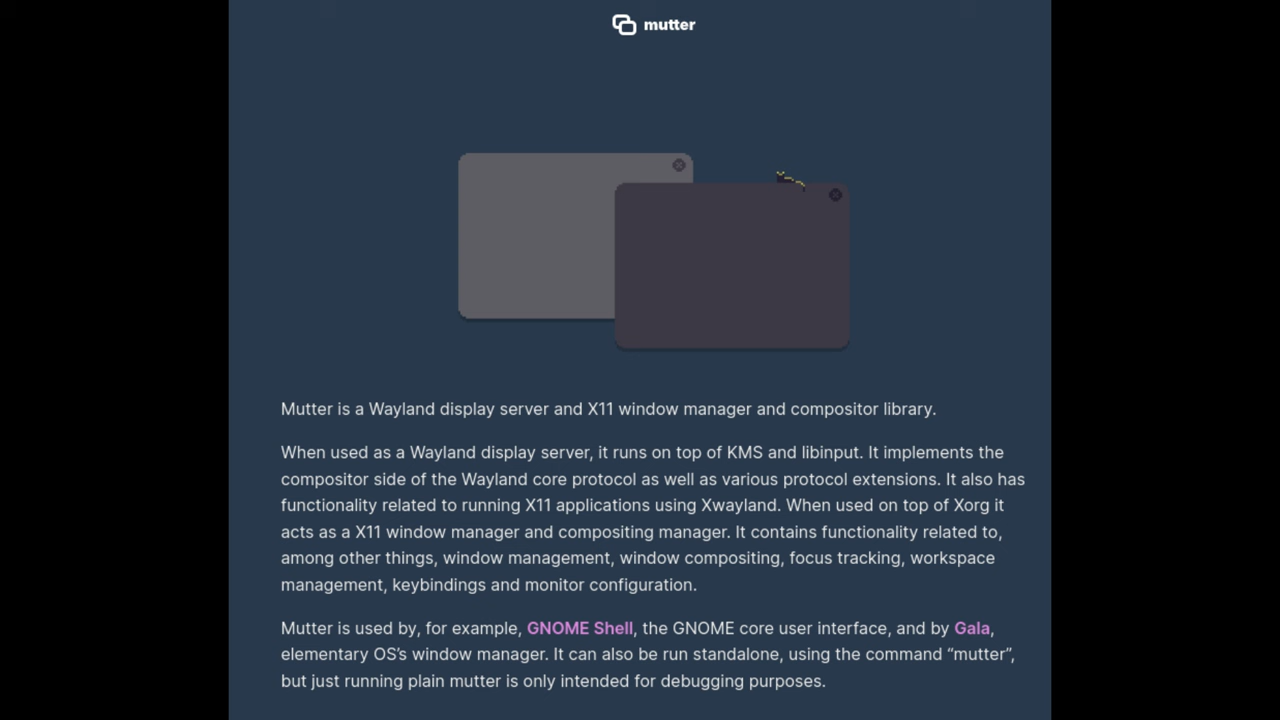 mutter
Mutter is a Wayland display server and X11 window manager and compositor library.
When used as a Wayland display server, it runs on top of KMS and libinput. It implements the
compositor side of the Wayland core protocol as well as various protocol extensions. It also has
functionality related to running X11 applications using Xwayland. When used on top of Xorg it
acts as a X11 window manager and compositing manager. It contains functionality related to,
among other things, window management, window compositing, focus tracking, workspace
management, keybindings and monitor configuration.
Mutter is used by, for example, GNOME Shell, the GNOME core user interface, and by Gala,
elementary OS’s window manager. It can also be run standalone, using the command “mutter”,
but just running plain mutter is only intended for debugging purposes.